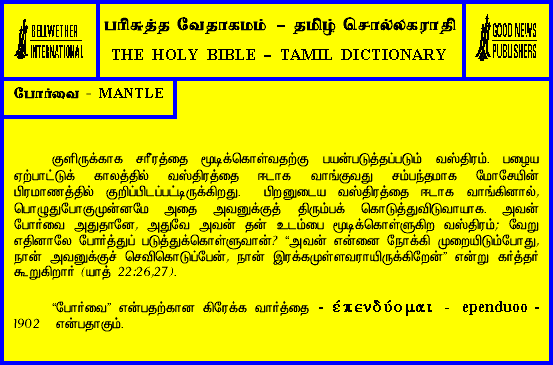 BELLWETHER
INTERNATIONAL
பரிசுத்த வேதாகமம் – தமிழ் சொல்லகராதி
THE HOLY BIBLE – TAMIL DICTIONARY
GOOD NEWS
PUBLISHERS
போர்வை - MANTLE
குளிருக்காக சரீரத்தை மூடிக்கொள்வதற்கு பயன்படுத்தப்படும் வஸ்திரம். பழைய
ஏற்பாட்டுக் காலத்தில் வஸ்திரத்தை ஈடாக வாங்குவது சம்பந்தமாக மோசேயின்
பிரமாணத்தில் குறிப்பிடப்பட்டிருக்கிறது. பிறனுடைய வஸ்திரத்தை ஈடாக வாங்கினால்,
பொழுதுபோகுமுன்னமே அதை அவனுக்குத் திரும்பக் கொடுத்துவிடுவாயாக. அவன்
போர்வை அதுதானே, அதுவே அவன் தன் உடம்பை மூடிக்கொள்ளுகிற வஸ்திரம்; வேறு
எதினாலே போர்த்துப் படுத்துக்கொள்ளுவான்? “அவன் என்னை நோக்கி முறையிடும்போது,
நான் அவனுக்குச் செவிகொடுப்பேன், நான் இரக்கமுள்ளவராயிருக்கிறேன்” என்று கர்த்தர்
கூறுகிறார் (யாத் 22:26,27).
“போர்வை” என்பதற்கான கிரேக்க வார்த்தை - έπενδύομαι - ependuoo -
1902 என்பதாகும்.